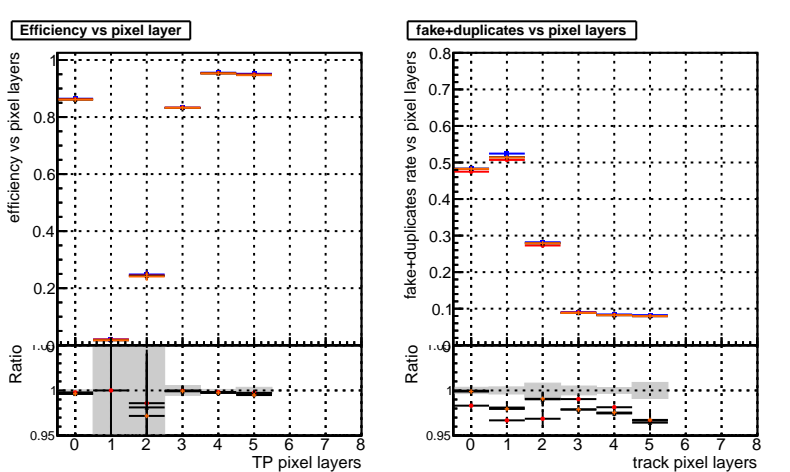 Efficiency vs pixel layer
efficiency vs pixel layers
1
0.8
0.6
0.4
0.2
Ratio
1
0.95
0 1 2 3 4 5 6 7 8
TP pixel layers
fake+duplicates vs pixel layers
fake+duplicates rate vs pixel layers
0.8
0.7
0.6
0.5
0.4
0.3
0.2
0.1
Ratio
1
0.95
0 1 2 3 4 5 6 7 8
track pixel layers